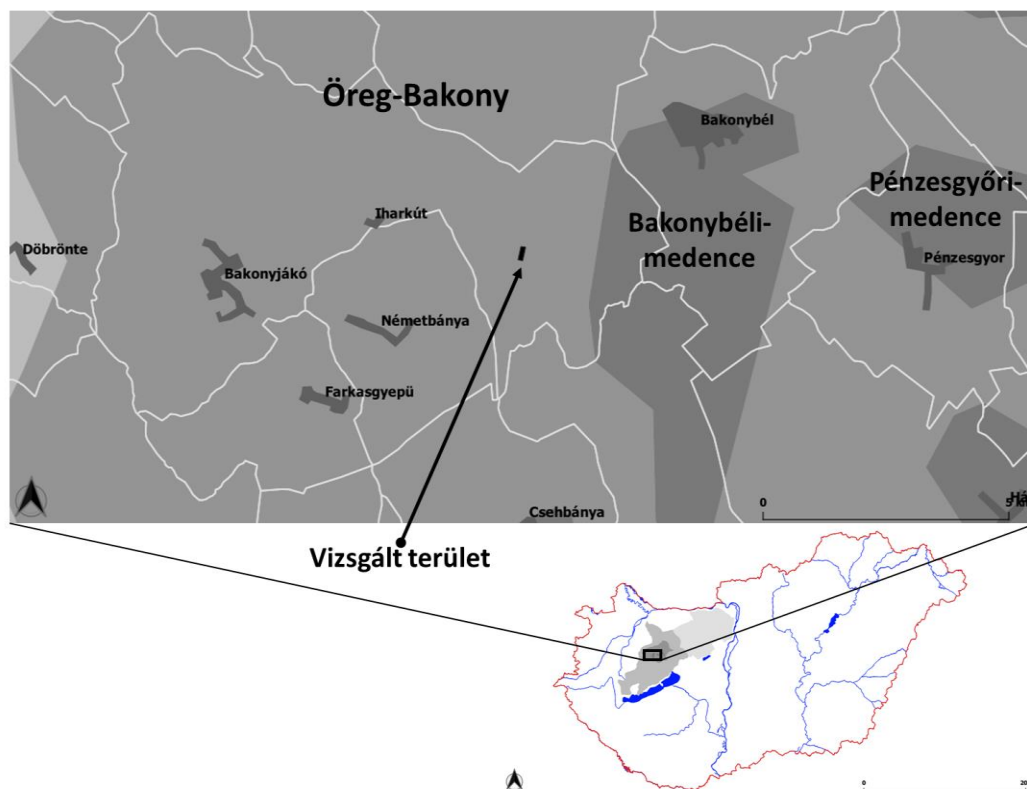 Öreg-Bakony
Bakonybél
Pénzesgyőri-
medence
Iharkút
Bakonybéli-
medence
Döbrönte
Bakonyjákó
Pénzesgyor
Németbánya
Farkasgyepü
Csehbánya
0
Vizsgált terület
0